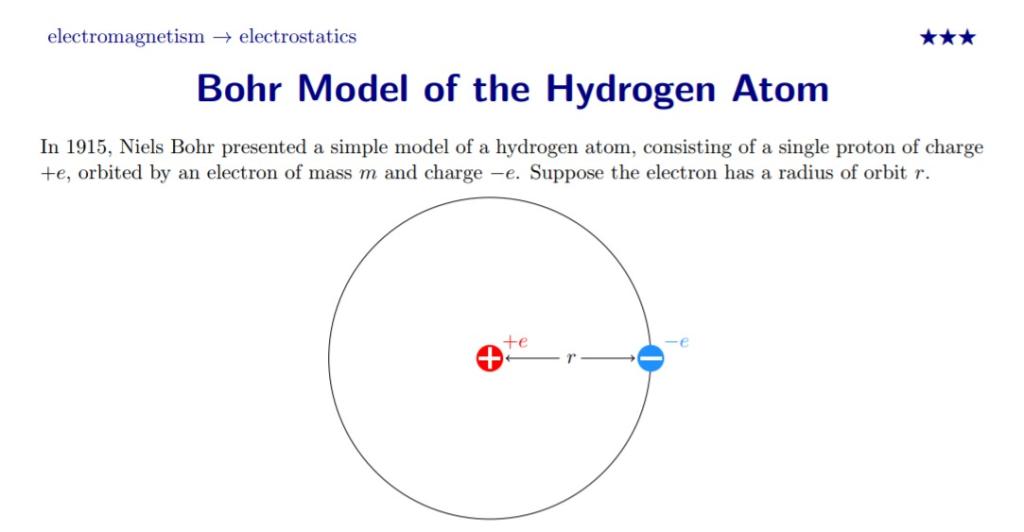 electromagnetism → electrostatics ★★★
Bohr Model of the Hydrogen Atom
In 1915, Niels Bohr presented a simple model of a hydrogen atom, consisting of a single proton of charge
+e, orbited by an electron of mass m and charge −e. Suppose the electron has a radius of orbit r.
+e
−e
r